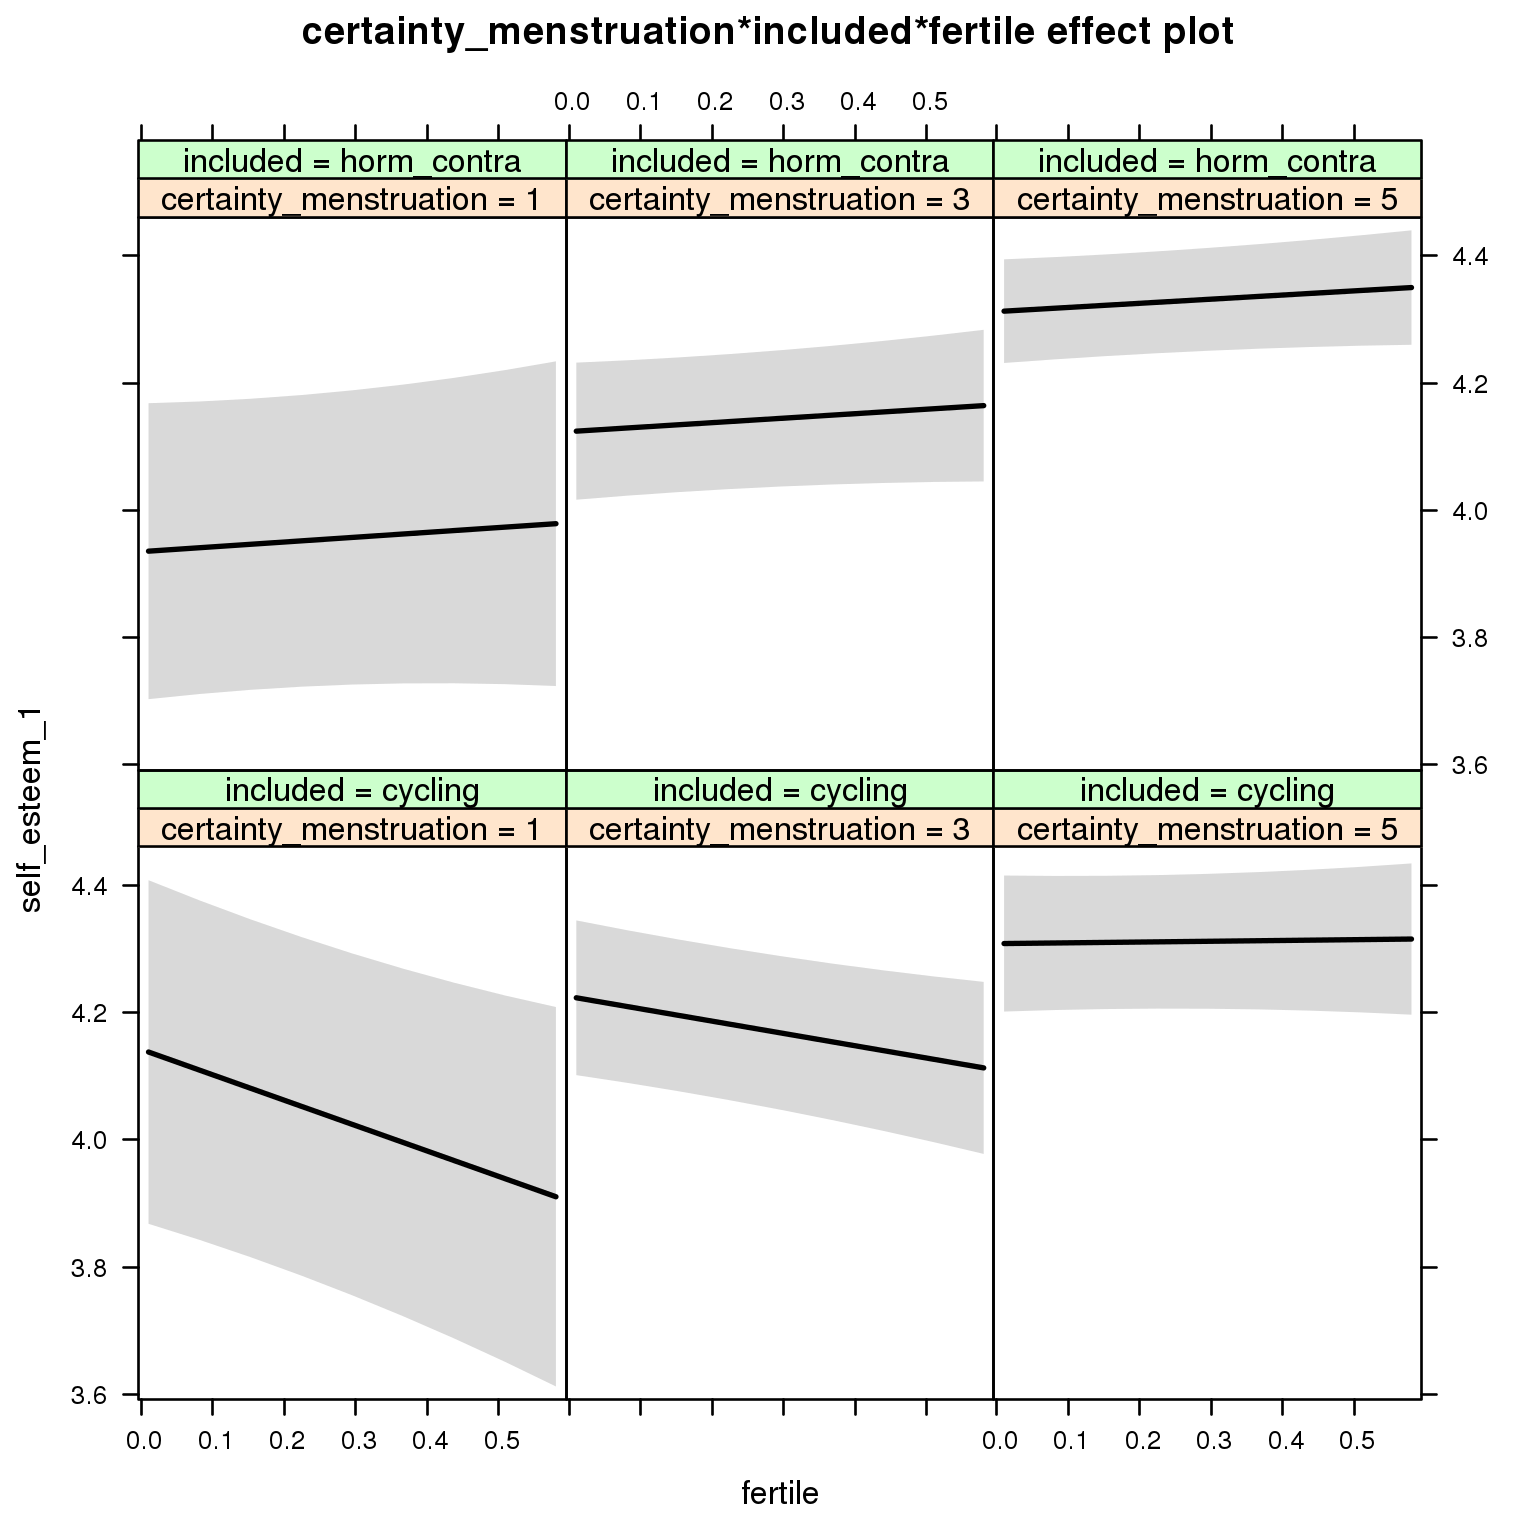 certainty_menstruation*included*fertile effect plot
0.0 0.1 0.2 0.3 0.4 0.5
included = horm_contra included = horm_contra included = horm_contra
certainty_menstruation = 1 certainty_menstruation = 3 certainty_menstruation = 5
4.4
4.2
4.0
3.8
3.6
self_esteem_1
included = cycling included = cycling included = cycling
certainty_menstruation = 1 certainty_menstruation = 3 certainty_menstruation = 5
4.4
4.2
4.0
3.8
3.6
0.0 0.1 0.2 0.3 0.4 0.5 0.0 0.1 0.2 0.3 0.4 0.5
fertile